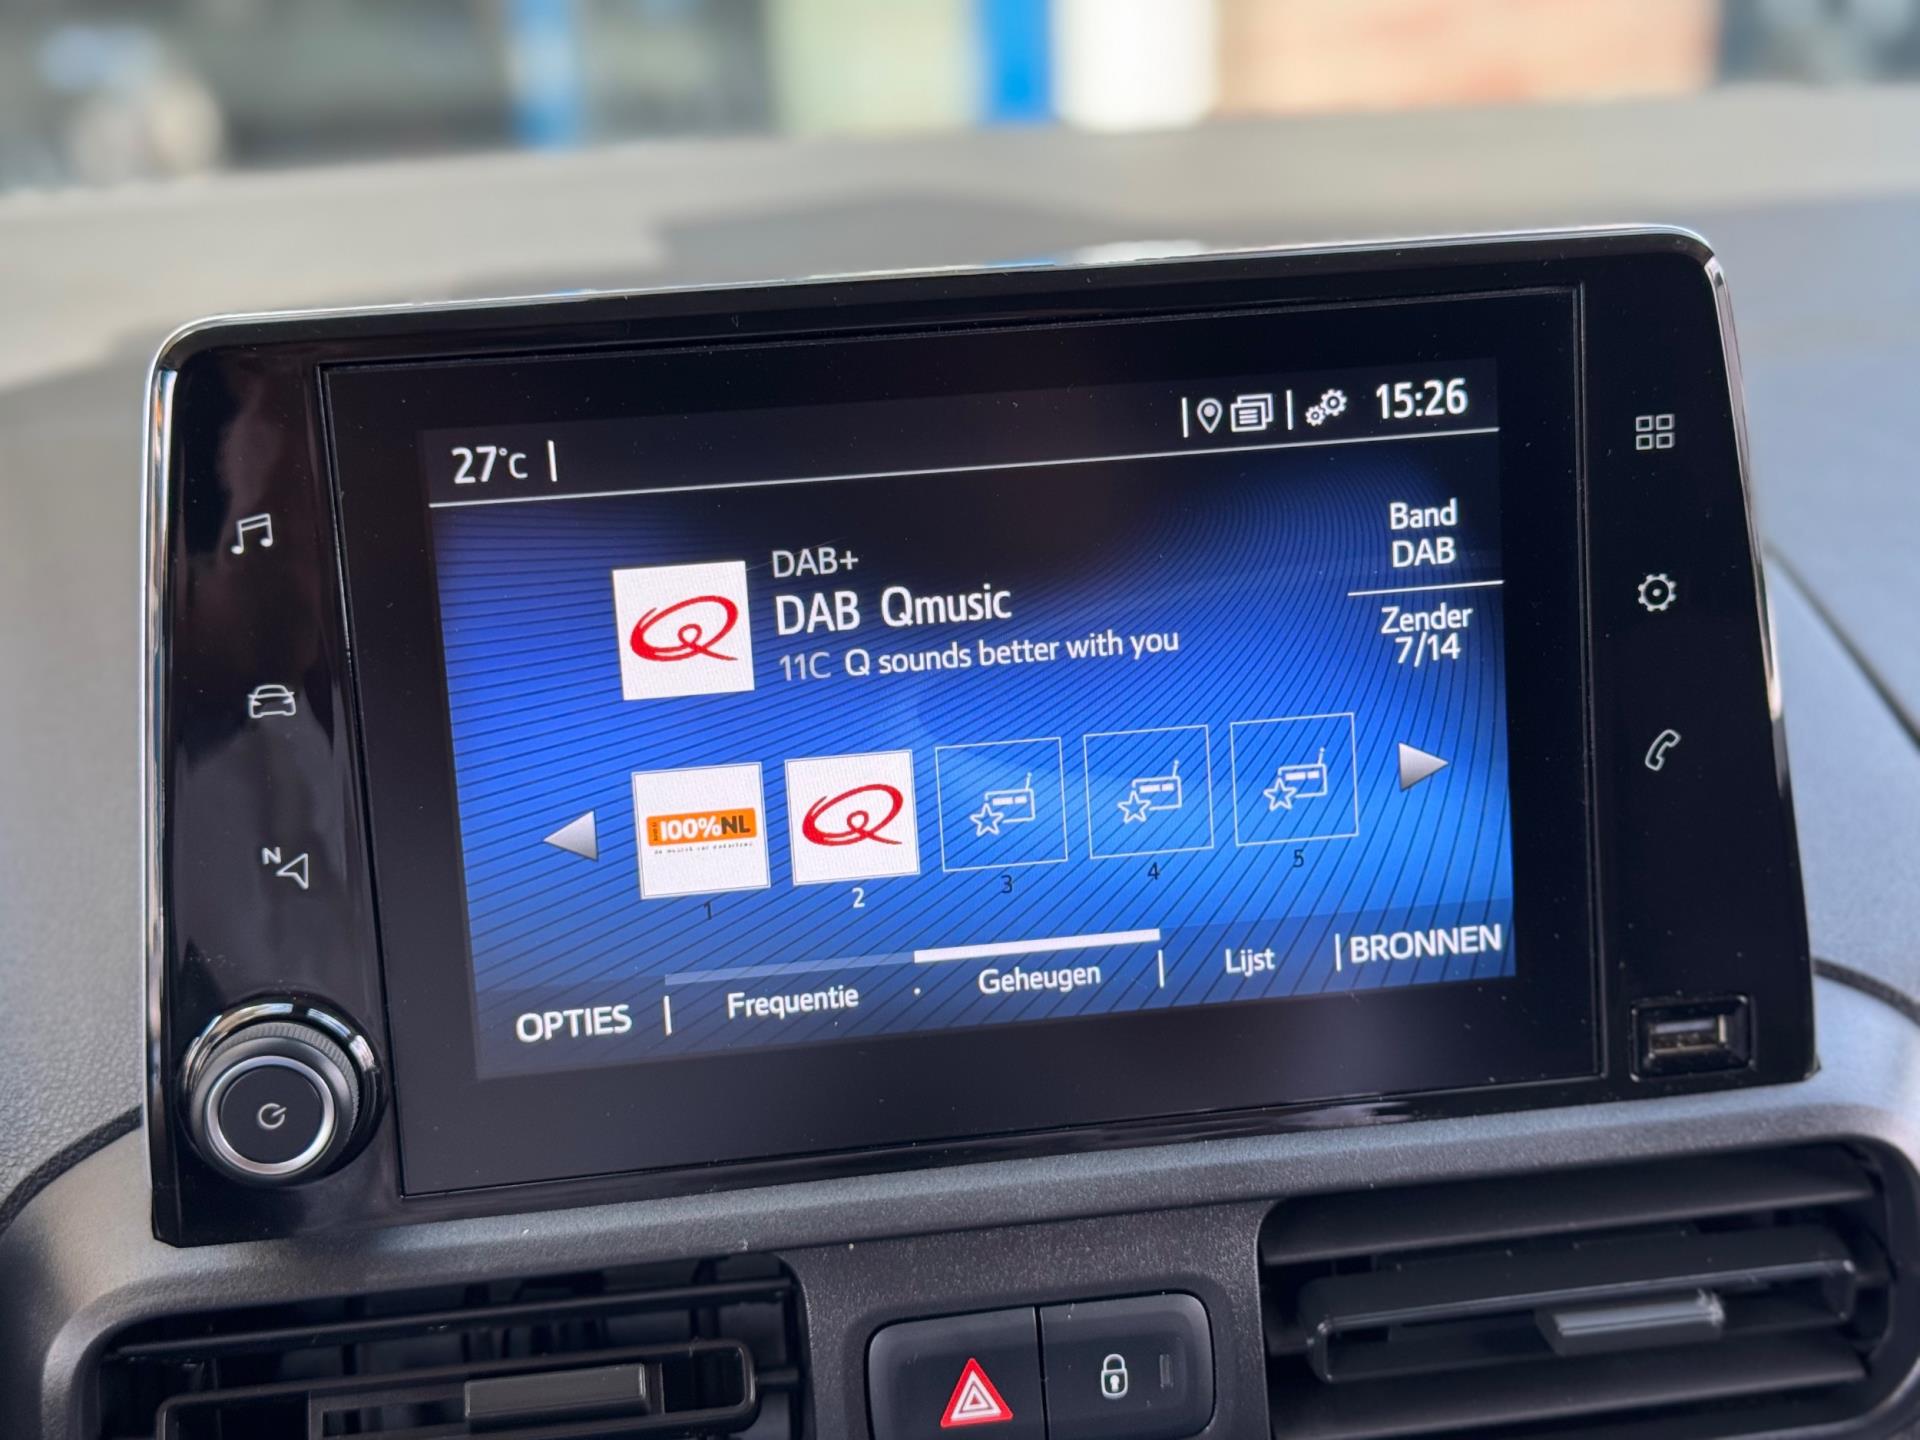 27°C
15:26
Band
DAB
DAB+
DAB Qmusic
11C Q sounds better with you
Zender
7/14
100%NL
1
2
3
4
5
OPTIES
Frequentie
Geheugen
Lijst
BRONNEN
N